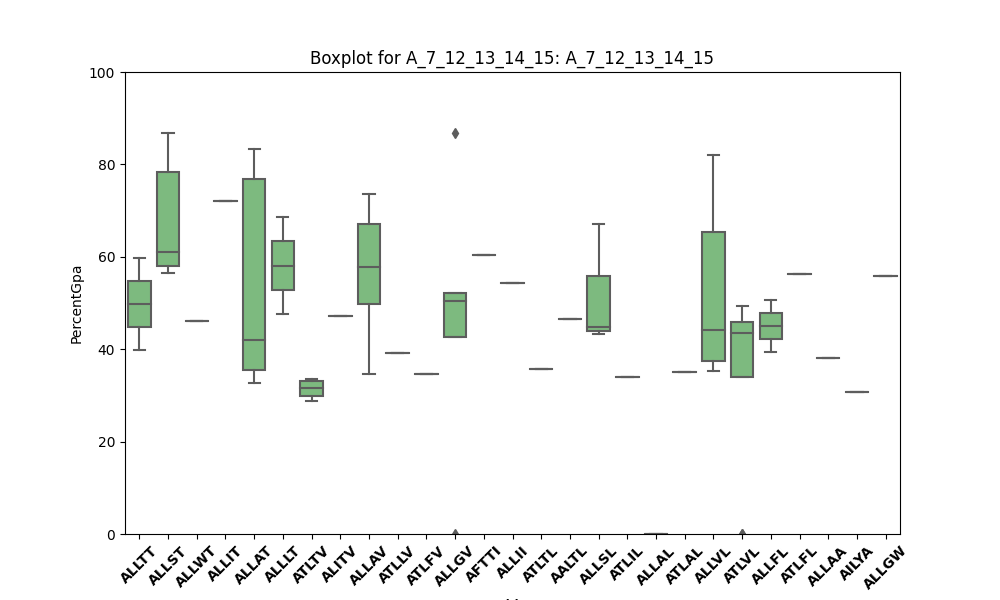 Boxplot for A_7_12_13_14_15: A_7_12_13_14_15
100
80
60
40
20
0
PercentGpa
ALLTT
ALLST
ALLWT
ALLIT
ALLAT
ALLLT
ATLTV
ALITV
ALLAV
ATLLV
ATLFV
ALLGV
AFTTI
ALLII
ATLTL
AALTL
ALLSL
ATLIL
ALLAL
ATLAL
ALLVL
ATLVL
ALLFL
ATLFL
ALLAA
AILYA
ALLGW